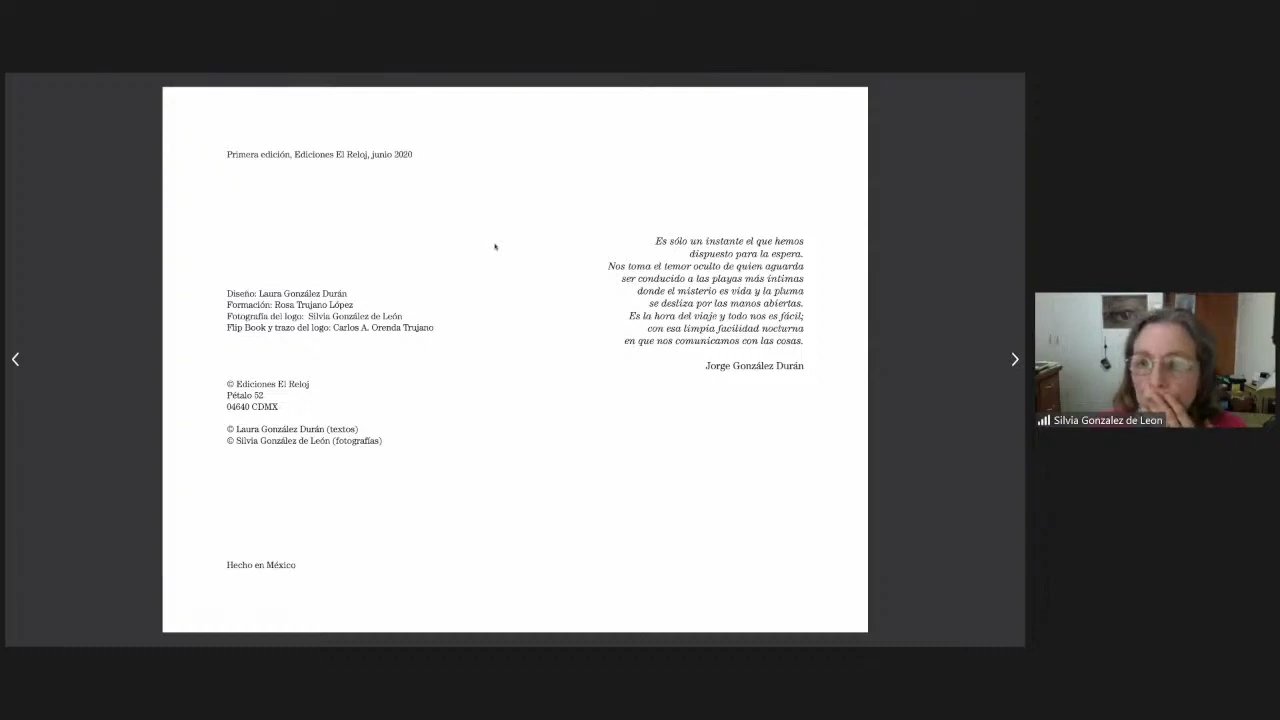 Primera edición, Ediciones El Reloj, junio 2020
Diseño: Laura González Durán
Formación: Rosa Trujano López
Fotografía del logo: Silvia González de León
Flip Book y trazo del logo: Carlos A. Orenda Trujano
© Ediciones El Reloj
Pétalo 52
04640 CDMX
© Laura González Durán (textos)
© Silvia González de León (fotografías)
Hecho en México
Es sólo un instante el que hemos
dispuesto para la espera.
Nos toma el temor oculto de quien aguarda
ser conducido a las playas más íntimas
donde el misterio es vida y la pluma
se desliza por las manos abiertas.
Es la hora del viaje y todo nos es fácil;
con esa limpia facilidad nocturna
en que nos comunicamos con las cosas.
Jorge González Durán
Silvia Gonzalez de Leon